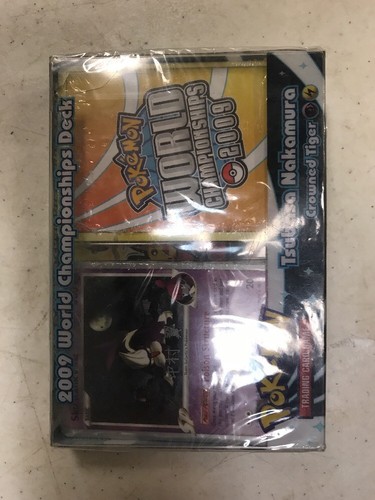 2009 World Championships Deck
POKéMON
WORLD
CHAMPIONSHIPS
2009
Tsubasa Nakamura
Crowned Tiger
POKéMON
TRADING CARD GAME